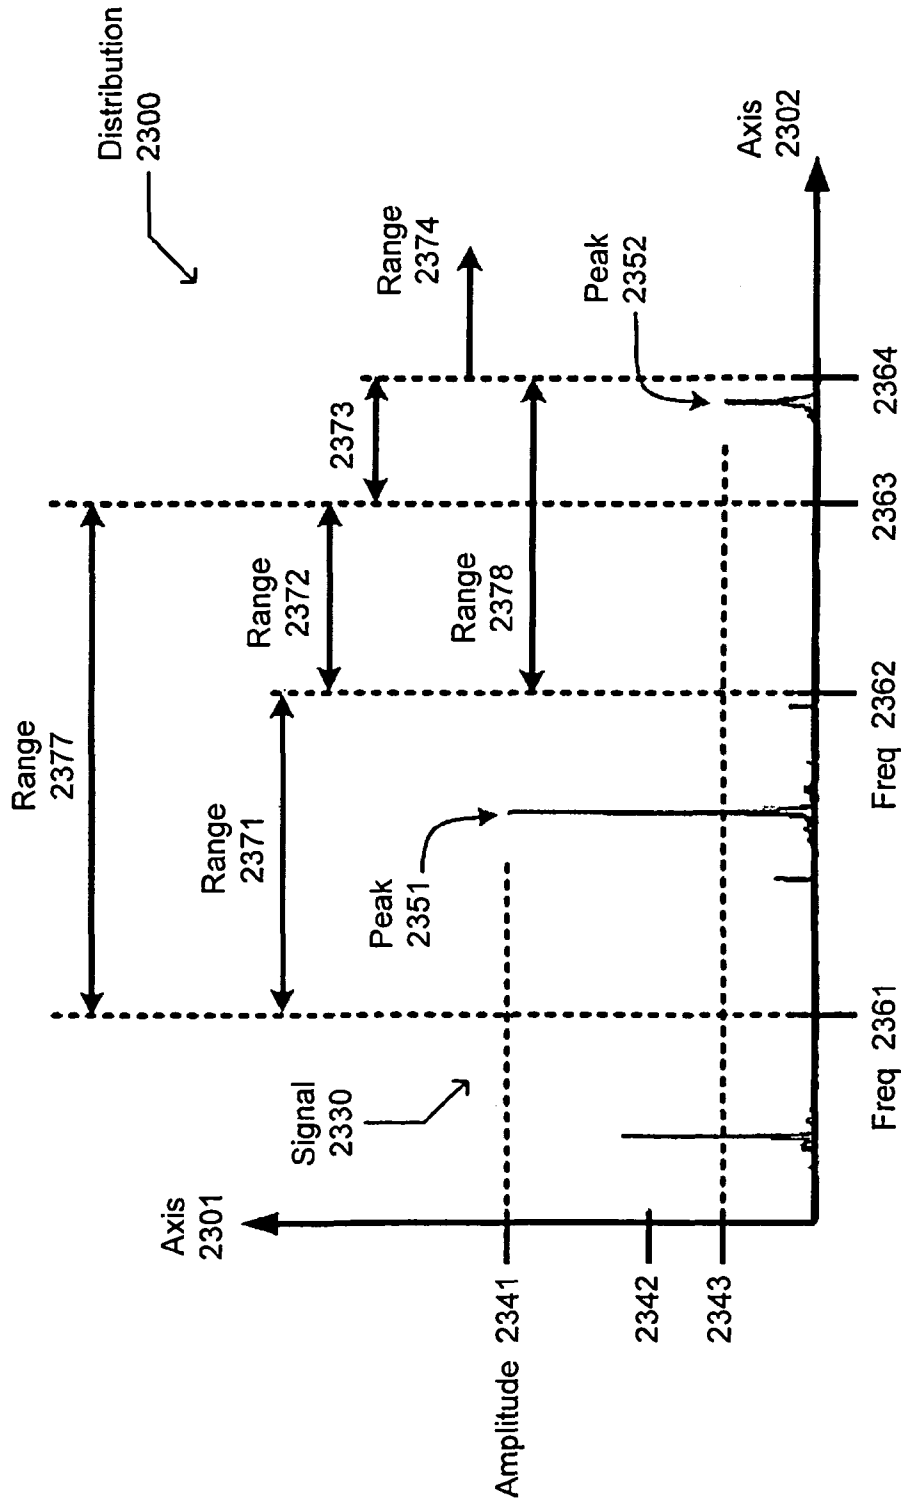 Distribution
2300
Range
2377
Axis
2301
Range
2371
Range
2372
2373
Range
2374
Signal
2330
Peak
2351
Range
2378
Peak
2352
Axis
2302
Amplitude 2341
2342
2343
Freq 2361
Freq 2362
2363
2364